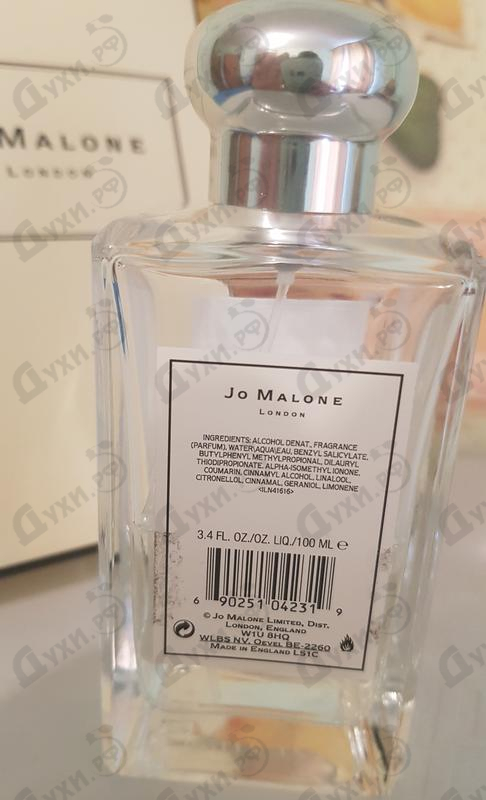 MALONE
LONDON
JO MALONE
LONDON
INGREDIENTS: ALCOHOL DENAT., FRAGRANCE
(PARFUM), WATER\AQUA\EAU, BENZYL SALICYLATE,
BUTYLPHENYL METHYLPROPIONAL, DILAURYL
THIODIPROPIONATE, ALPHA-ISOMETHYL IONONE,
COUMARIN, CINNAMYL ALCOHOL, LINALOOL,
CITRONELLOL, CINNAMAL, GERANIOL, LIMONENE
<ILN41616>
3.4 FL. OZ./OZ. LIQ./100 ML ℮
6 90251 04231 9
© JO MALONE LIMITED, DIST.
LONDON, ENGLAND
W1U 8HQ
WLBS NV, OEVEL BE-2260
MADE IN ENGLAND LS1C
Духи.рф